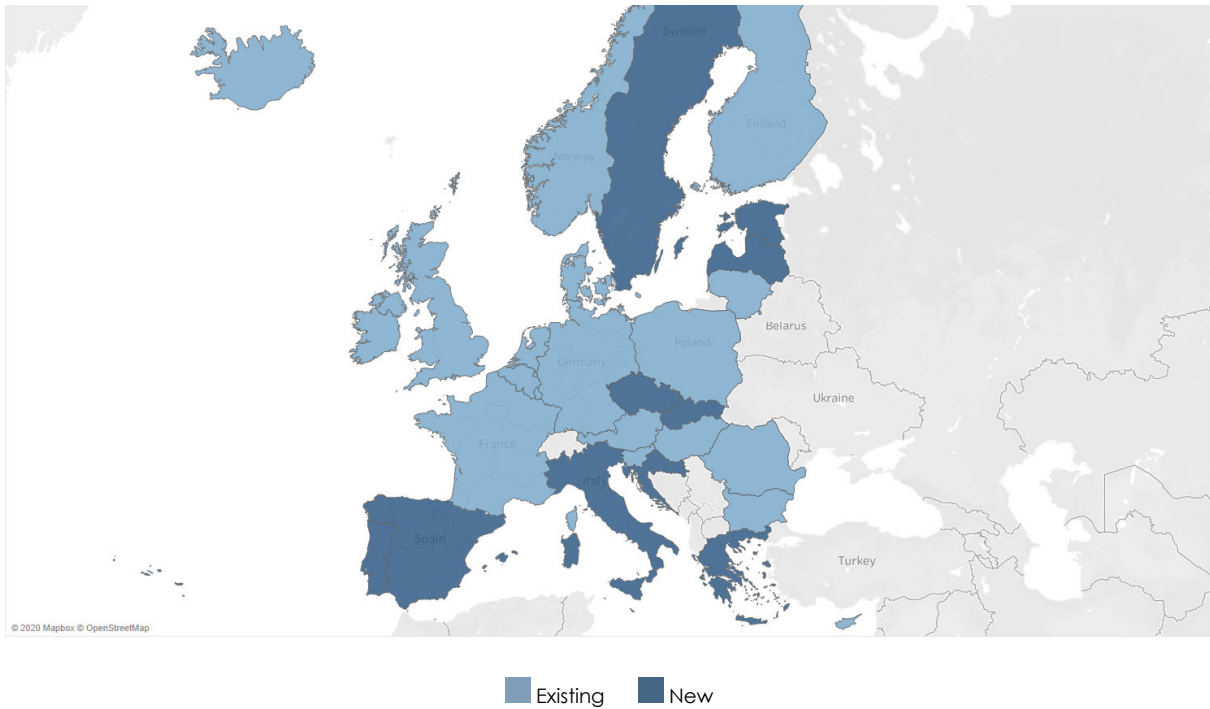 Sweden
Finland
Norway
Belarus
Poland
Germany
Ukraine
France
Italy
Spain
Turkey
© 2020 Mapbox © OpenStreetMap
Existing
New